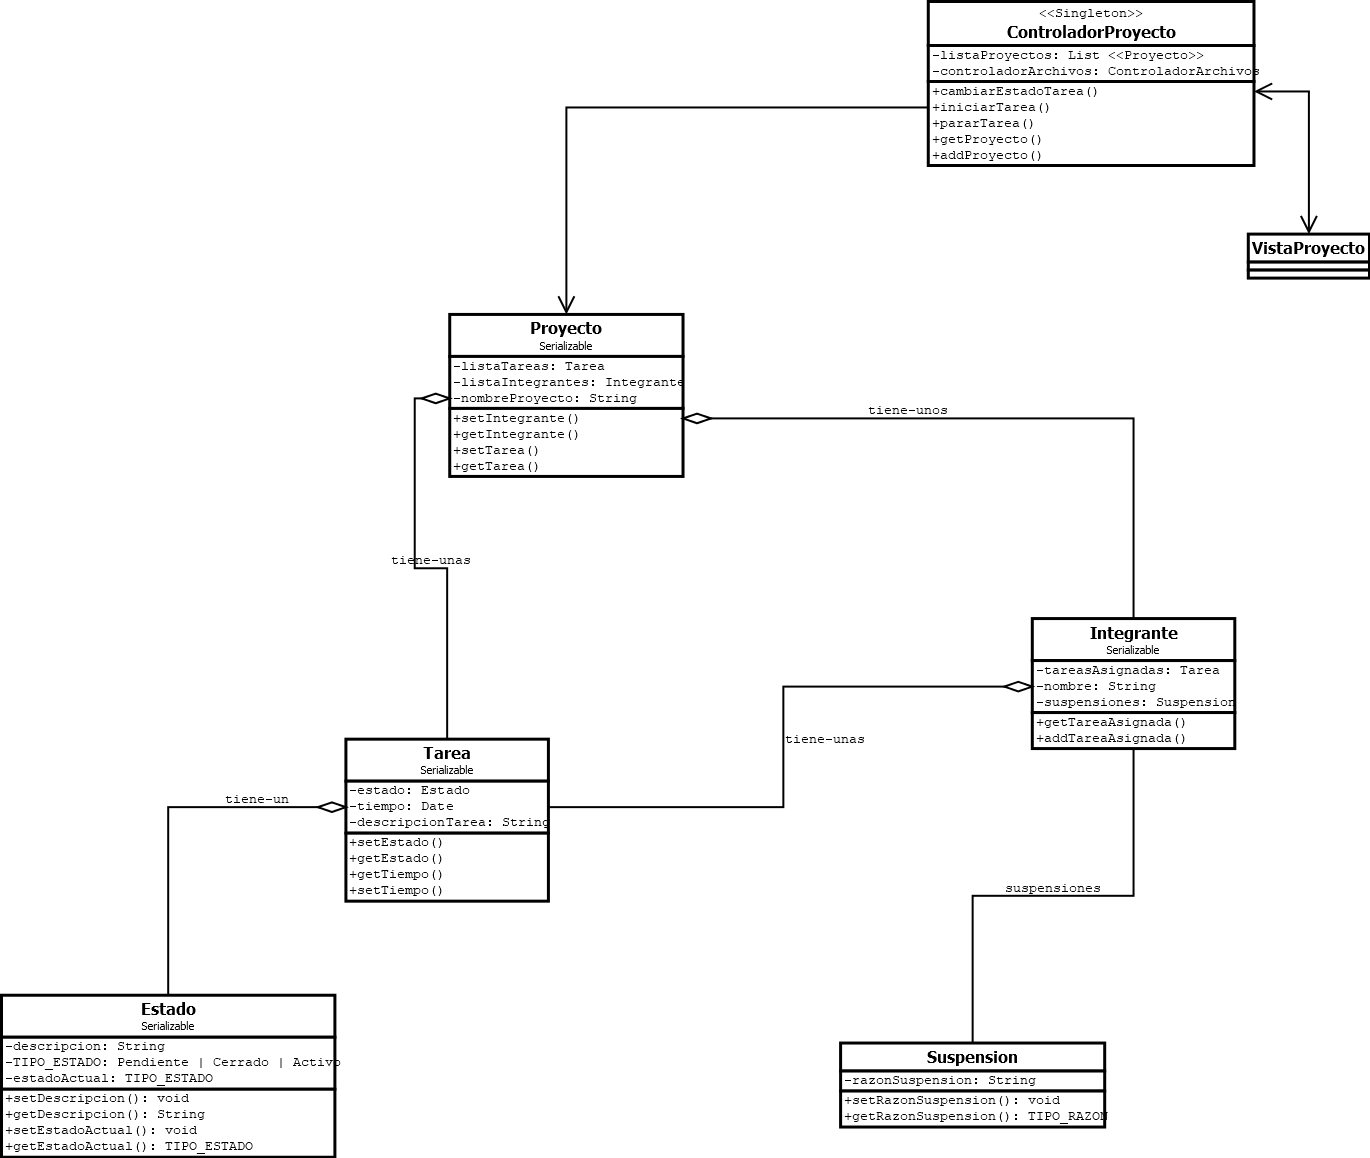 <<Singleton>>
ControladorProyecto
-listaProyectos: List <<Proyecto>>
-controladorArchivos: ControladorArchivos
+cambiarEstadoTarea()
+iniciarTarea()
+pararTarea()
+getProyecto()
+addProyecto()
VistaProyecto
Proyecto
Serializable
-listaTareas: Tarea
-listaIntegrantes: Integrante
-nombreProyecto: String
+setIntegrante()
+getIntegrante()
+setTarea()
+getTarea()
tiene-unos
tiene-unas
Integrante
Serializable
-tareasAsignadas: Tarea
-nombre: String
-suspensiones: Suspension
+getTareaAsignada()
+addTareaAsignada()
tiene-unas
Tarea
Serializable
-estado: Estado
-tiempo: Date
-descripcionTarea: String
+setEstado()
+getEstado()
+getTiempo()
+setTiempo()
tiene-un
suspensiones
Estado
Serializable
-descripcion: String
-TIPO_ESTADO: Pendiente | Cerrado | Activo
-estadoActual: TIPO_ESTADO
+setDescripcion(): void
+getDescripcion(): String
+setEstadoActual(): void
+getEstadoActual(): TIPO_ESTADO
Suspension
-razonSuspension: String
+setRazonSuspension(): void
+getRazonSuspension(): TIPO_RAZON